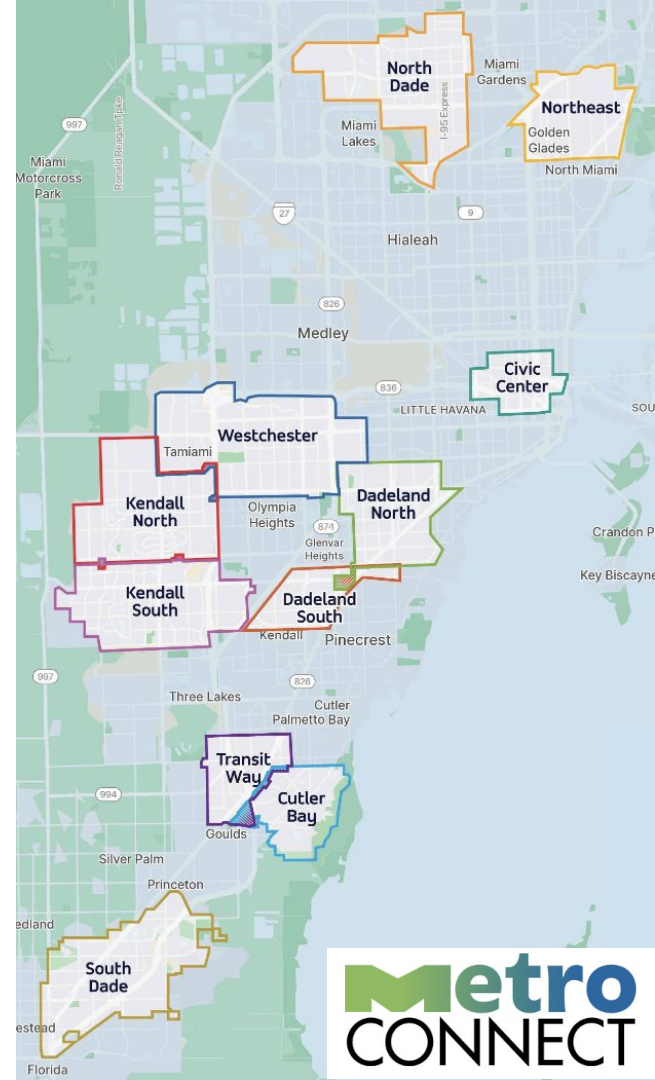 North
Dade
Miami
Gardens
Northeast
I-95 Express
997
Ronald Reagan Tpke
Miami
Lakes
Golden
Glades
Miami
Motorcross
Park
North Miami
27
9
Hialeah
826
Medley
Civic
Center
836
LITTLE HAVANA
SOU
Westchester
Tamiami
Kendall
North
Olympia
Heights
Dadeland
North
874
Glenvar
Heights
Crandon P
Key Biscayne
Kendall
South
Dadeland
South
Kendall
Pinecrest
997
826
Three Lakes
Cutler
Palmetto Bay
Transit
Way
994
Cutler
Bay
Goulds
Silver Palm
Princeton
edland
South
Dade
estead
Florida
Metro
CONNECT